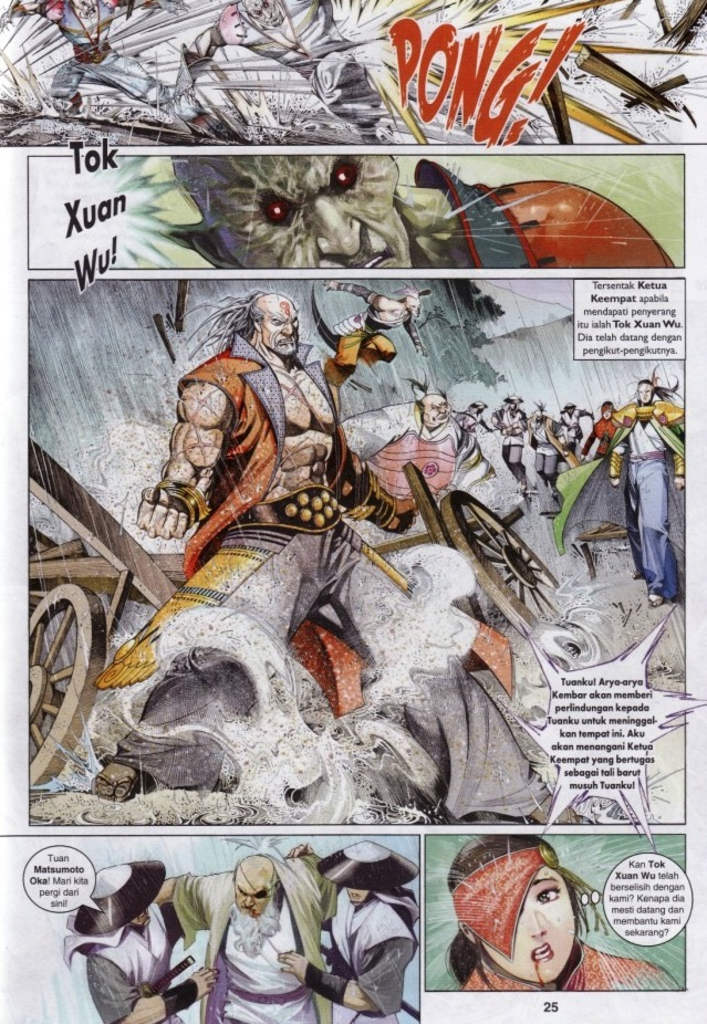 PONG!
Tok
Xuan
Wu!
Tersentak Ketua
Keempat apabila
mendapati penyerang
itu ialah Tok Xuan Wu.
Dia telah datang dengan
pengikut-pengikutnya.
Tuanku! Arya-arya
Kembar akan memberi
perlindungan kepada
Tuanku untuk meninggal-
kan tempat ini. Aku
akan menangani Ketua
Keempat yang bertugas
sebagai tali barut
musuh Tuanku!
Tuan
Matsumoto
Oka! Mari kita
pergi dari
sini!
Kan Tok
Xuan Wu telah
berselisih dengan
kami? Kenapa dia
mesti datang dan
membantu kami
sekarang?
25